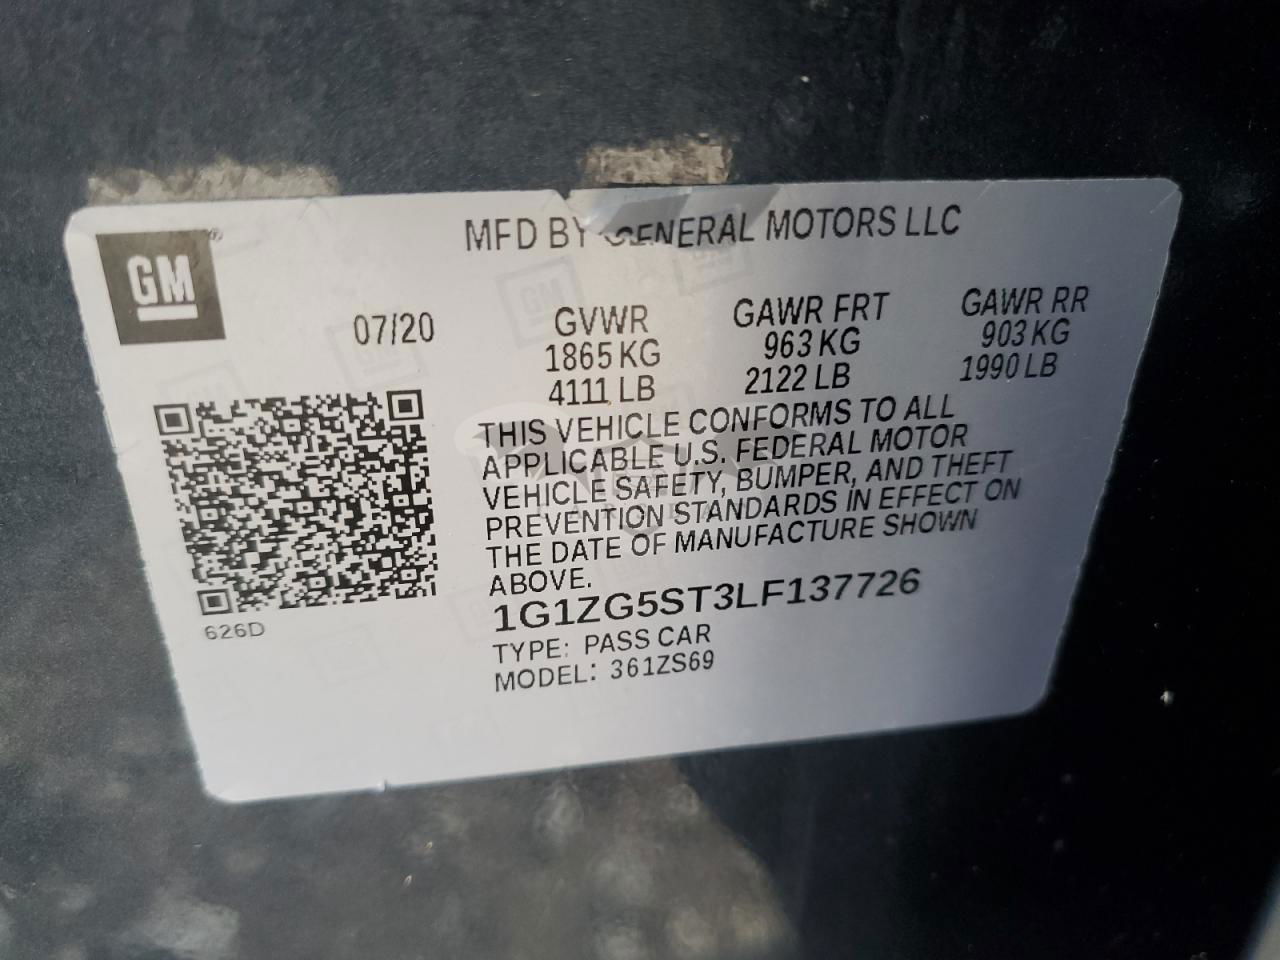 GM
MFD BY GENERAL MOTORS LLC
07/20
GVWR
1865 KG
4111 LB
GAWR FRT
963 KG
2122 LB
GAWR RR
903 KG
1990 LB
THIS VEHICLE CONFORMS TO ALL
APPLICABLE U.S. FEDERAL MOTOR
VEHICLE SAFETY, BUMPER, AND THEFT
PREVENTION STANDARDS IN EFFECT ON
THE DATE OF MANUFACTURE SHOWN
ABOVE.
1G1ZG5ST3LF137726
TYPE: PASS CAR
MODEL: 361ZS69
626D